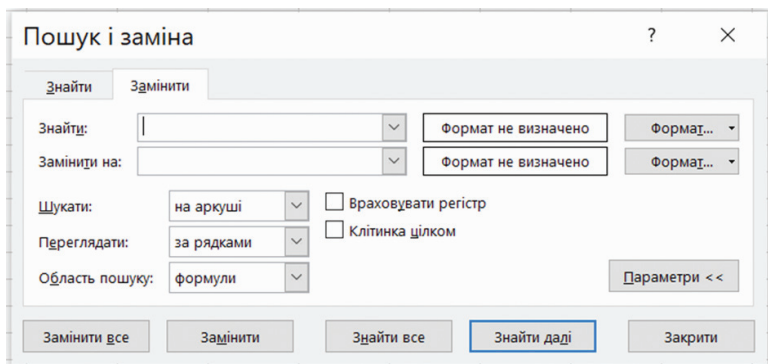 Пошук і заміна ? ×
Знайти Замінити
Знайти: Формат не визначено Формат...
Замінити на: Формат не визначено Формат...
Шукати: на аркуші Враховувати регістр
Переглядати: за рядками Клітинка цілком
Область пошуку: формули Параметри <<
Замінити все Замінити Знайти все Знайти далі Закрити